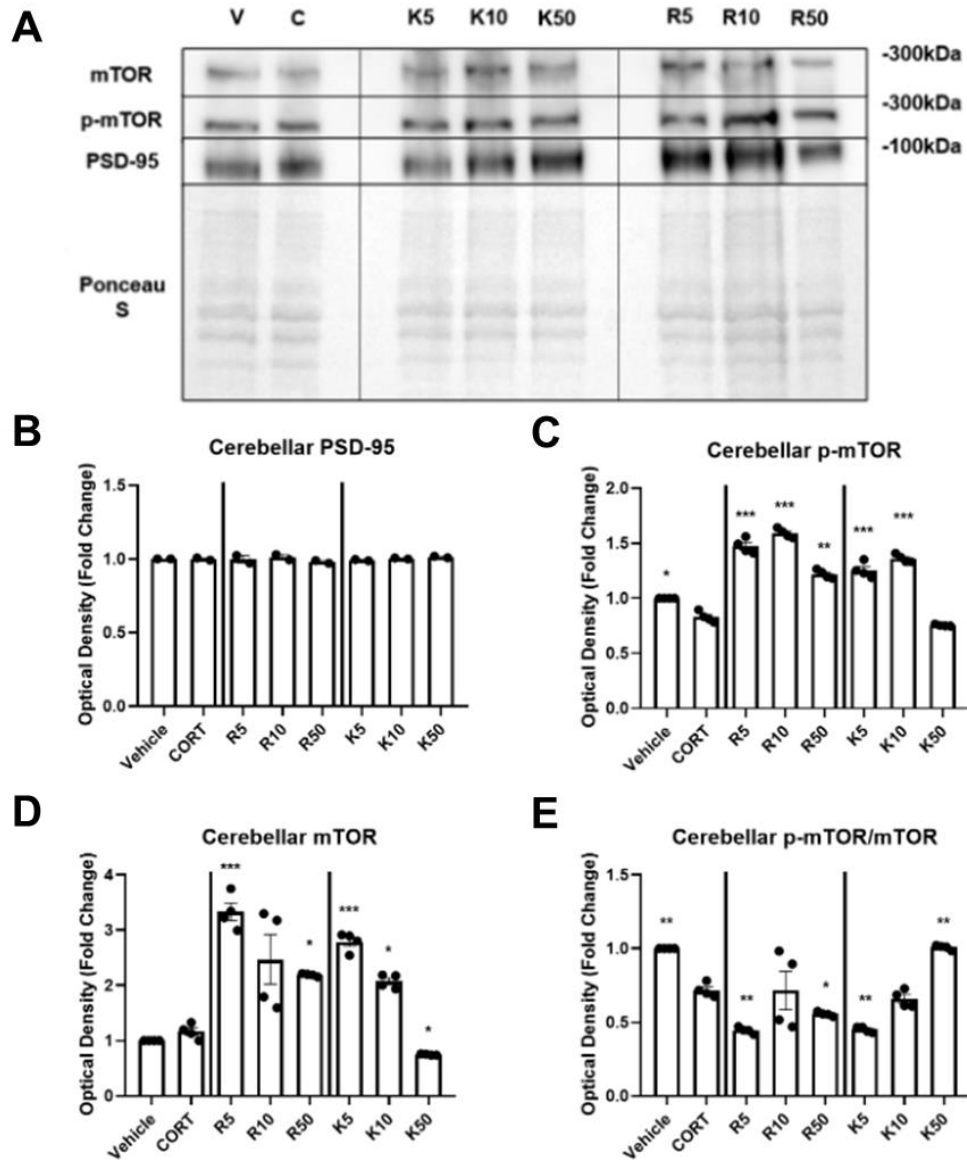 A
V C K5 K10 K50 R5 R10 R50
mTOR -300kDa
p-mTOR -300kDa
PSD-95 -100kDa
Ponceau
S
B
Cerebellar PSD-95
Optical Density (Fold Change)
1.5
1.0
0.5
0.0
Vehicle CORT R5 R10 R50 K5 K10 K50
C
Cerebellar p-mTOR
Optical Density (Fold Change)
2.0
1.5
1.0
0.5
0.0
* *** *** ** *** ***
Vehicle CORT R5 R10 R50 K5 K10 K50
D
Cerebellar mTOR
Optical Density (Fold Change)
4
3
2
1
0
*** * *** * *
Vehicle CORT R5 R10 R50 K5 K10 K50
E
Cerebellar p-mTOR/mTOR
Optical Density (Fold Change)
1.5
1.0
0.5
0.0
** ** * ** **
Vehicle CORT R5 R10 R50 K5 K10 K50